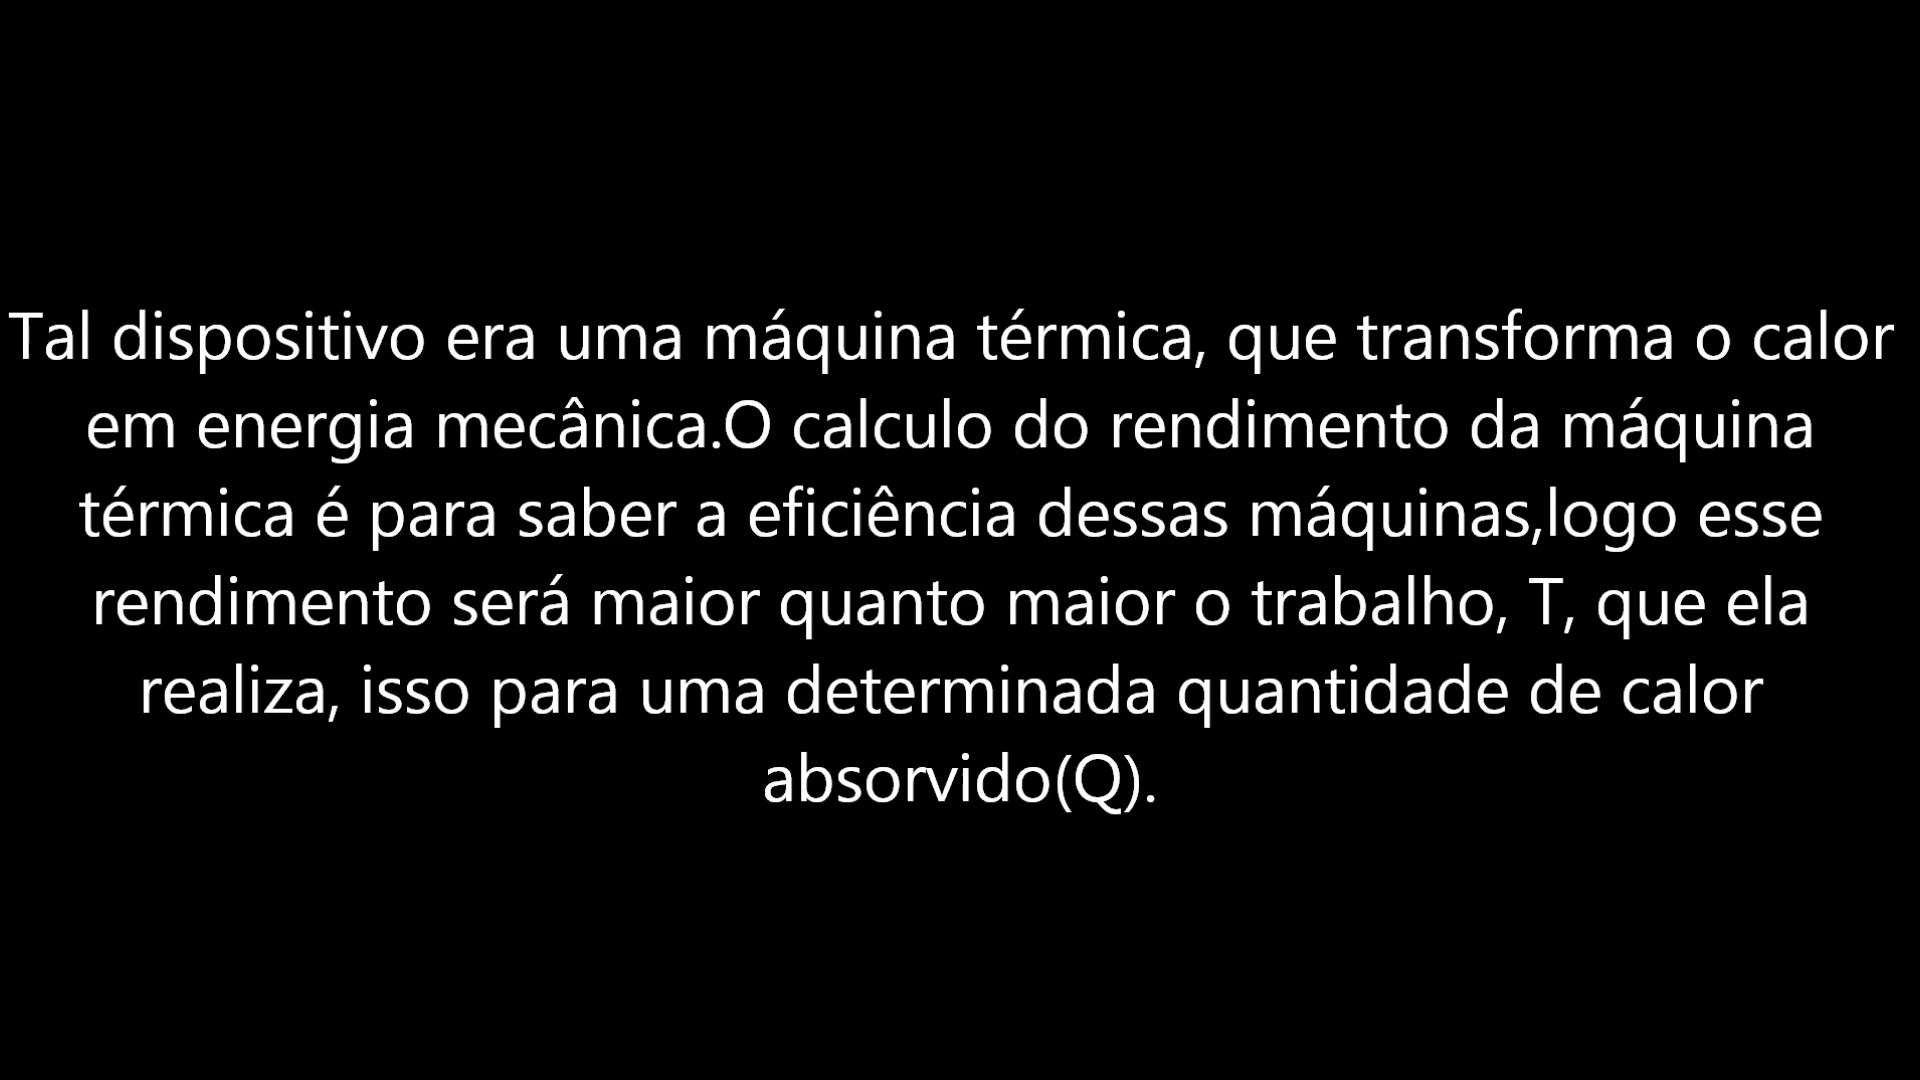 Tal dispositivo era uma máquina térmica, que transforma o calor
em energia mecânica.O calculo do rendimento da máquina
térmica é para saber a eficiência dessas máquinas,logo esse
rendimento será maior quanto maior o trabalho, T, que ela
realiza, isso para uma determinada quantidade de calor
absorvido(Q).